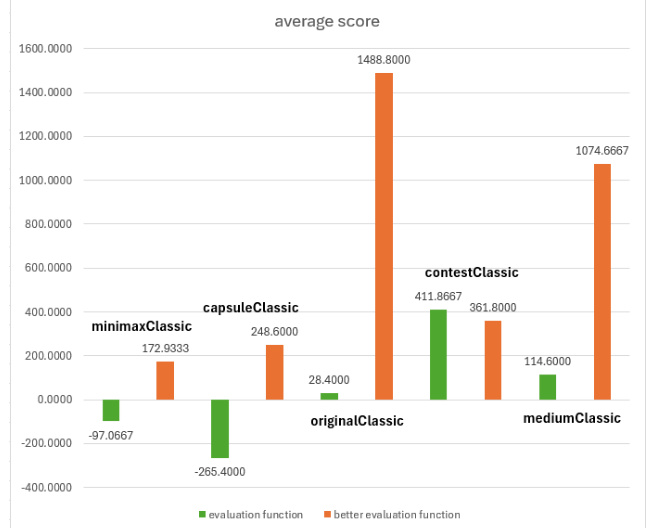 average score
1600.0000
1400.0000
1200.0000
1000.0000
800.0000
600.0000
400.0000
200.0000
0.0000
-200.0000
-400.0000
1488.8000
1074.6667
contestClassic
411.8667
361.8000
capsuleClassic
248.6000
minimaxClassic
172.9333
28.4000
114.6000
originalClassic
mediumClassic
-97.0667
-265.4000
evaluation function
better evaluation function